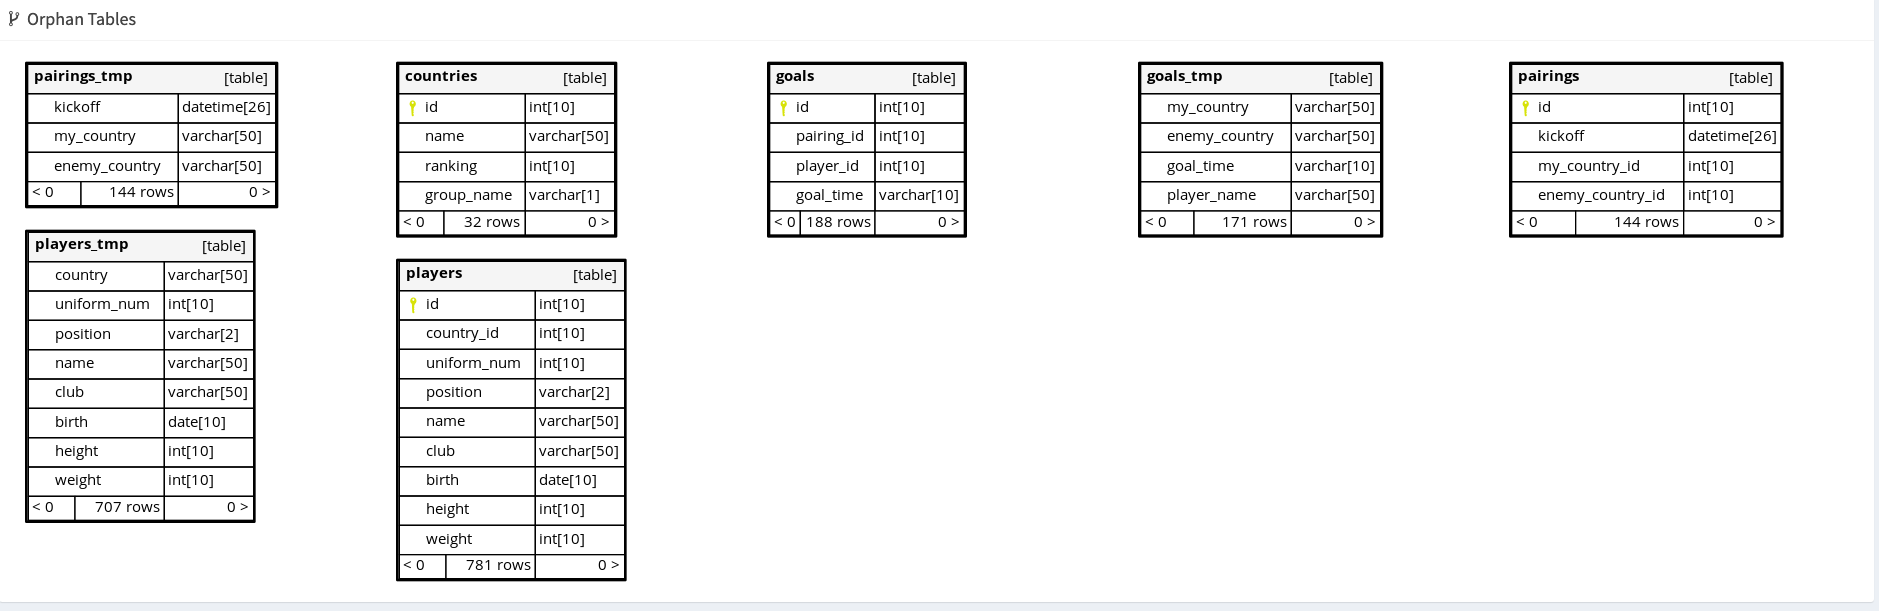 Orphan Tables
pairings_tmp [table]
kickoff datetime[26]
my_country varchar[50]
enemy_country varchar[50]
< 0 144 rows 0 >
players_tmp [table]
country varchar[50]
uniform_num int[10]
position varchar[2]
name varchar[50]
club varchar[50]
birth date[10]
height int[10]
weight int[10]
< 0 707 rows 0 >
countries [table]
id int[10]
name varchar[50]
ranking int[10]
group_name varchar[1]
< 0 32 rows 0 >
players [table]
id int[10]
country_id int[10]
uniform_num int[10]
position varchar[2]
name varchar[50]
club varchar[50]
birth date[10]
height int[10]
weight int[10]
< 0 781 rows 0 >
goals [table]
id int[10]
pairing_id int[10]
player_id int[10]
goal_time varchar[10]
< 0 188 rows 0 >
goals_tmp [table]
my_country varchar[50]
enemy_country varchar[50]
goal_time varchar[10]
player_name varchar[50]
< 0 171 rows 0 >
pairings [table]
id int[10]
kickoff datetime[26]
my_country_id int[10]
enemy_country_id int[10]
< 0 144 rows 0 >